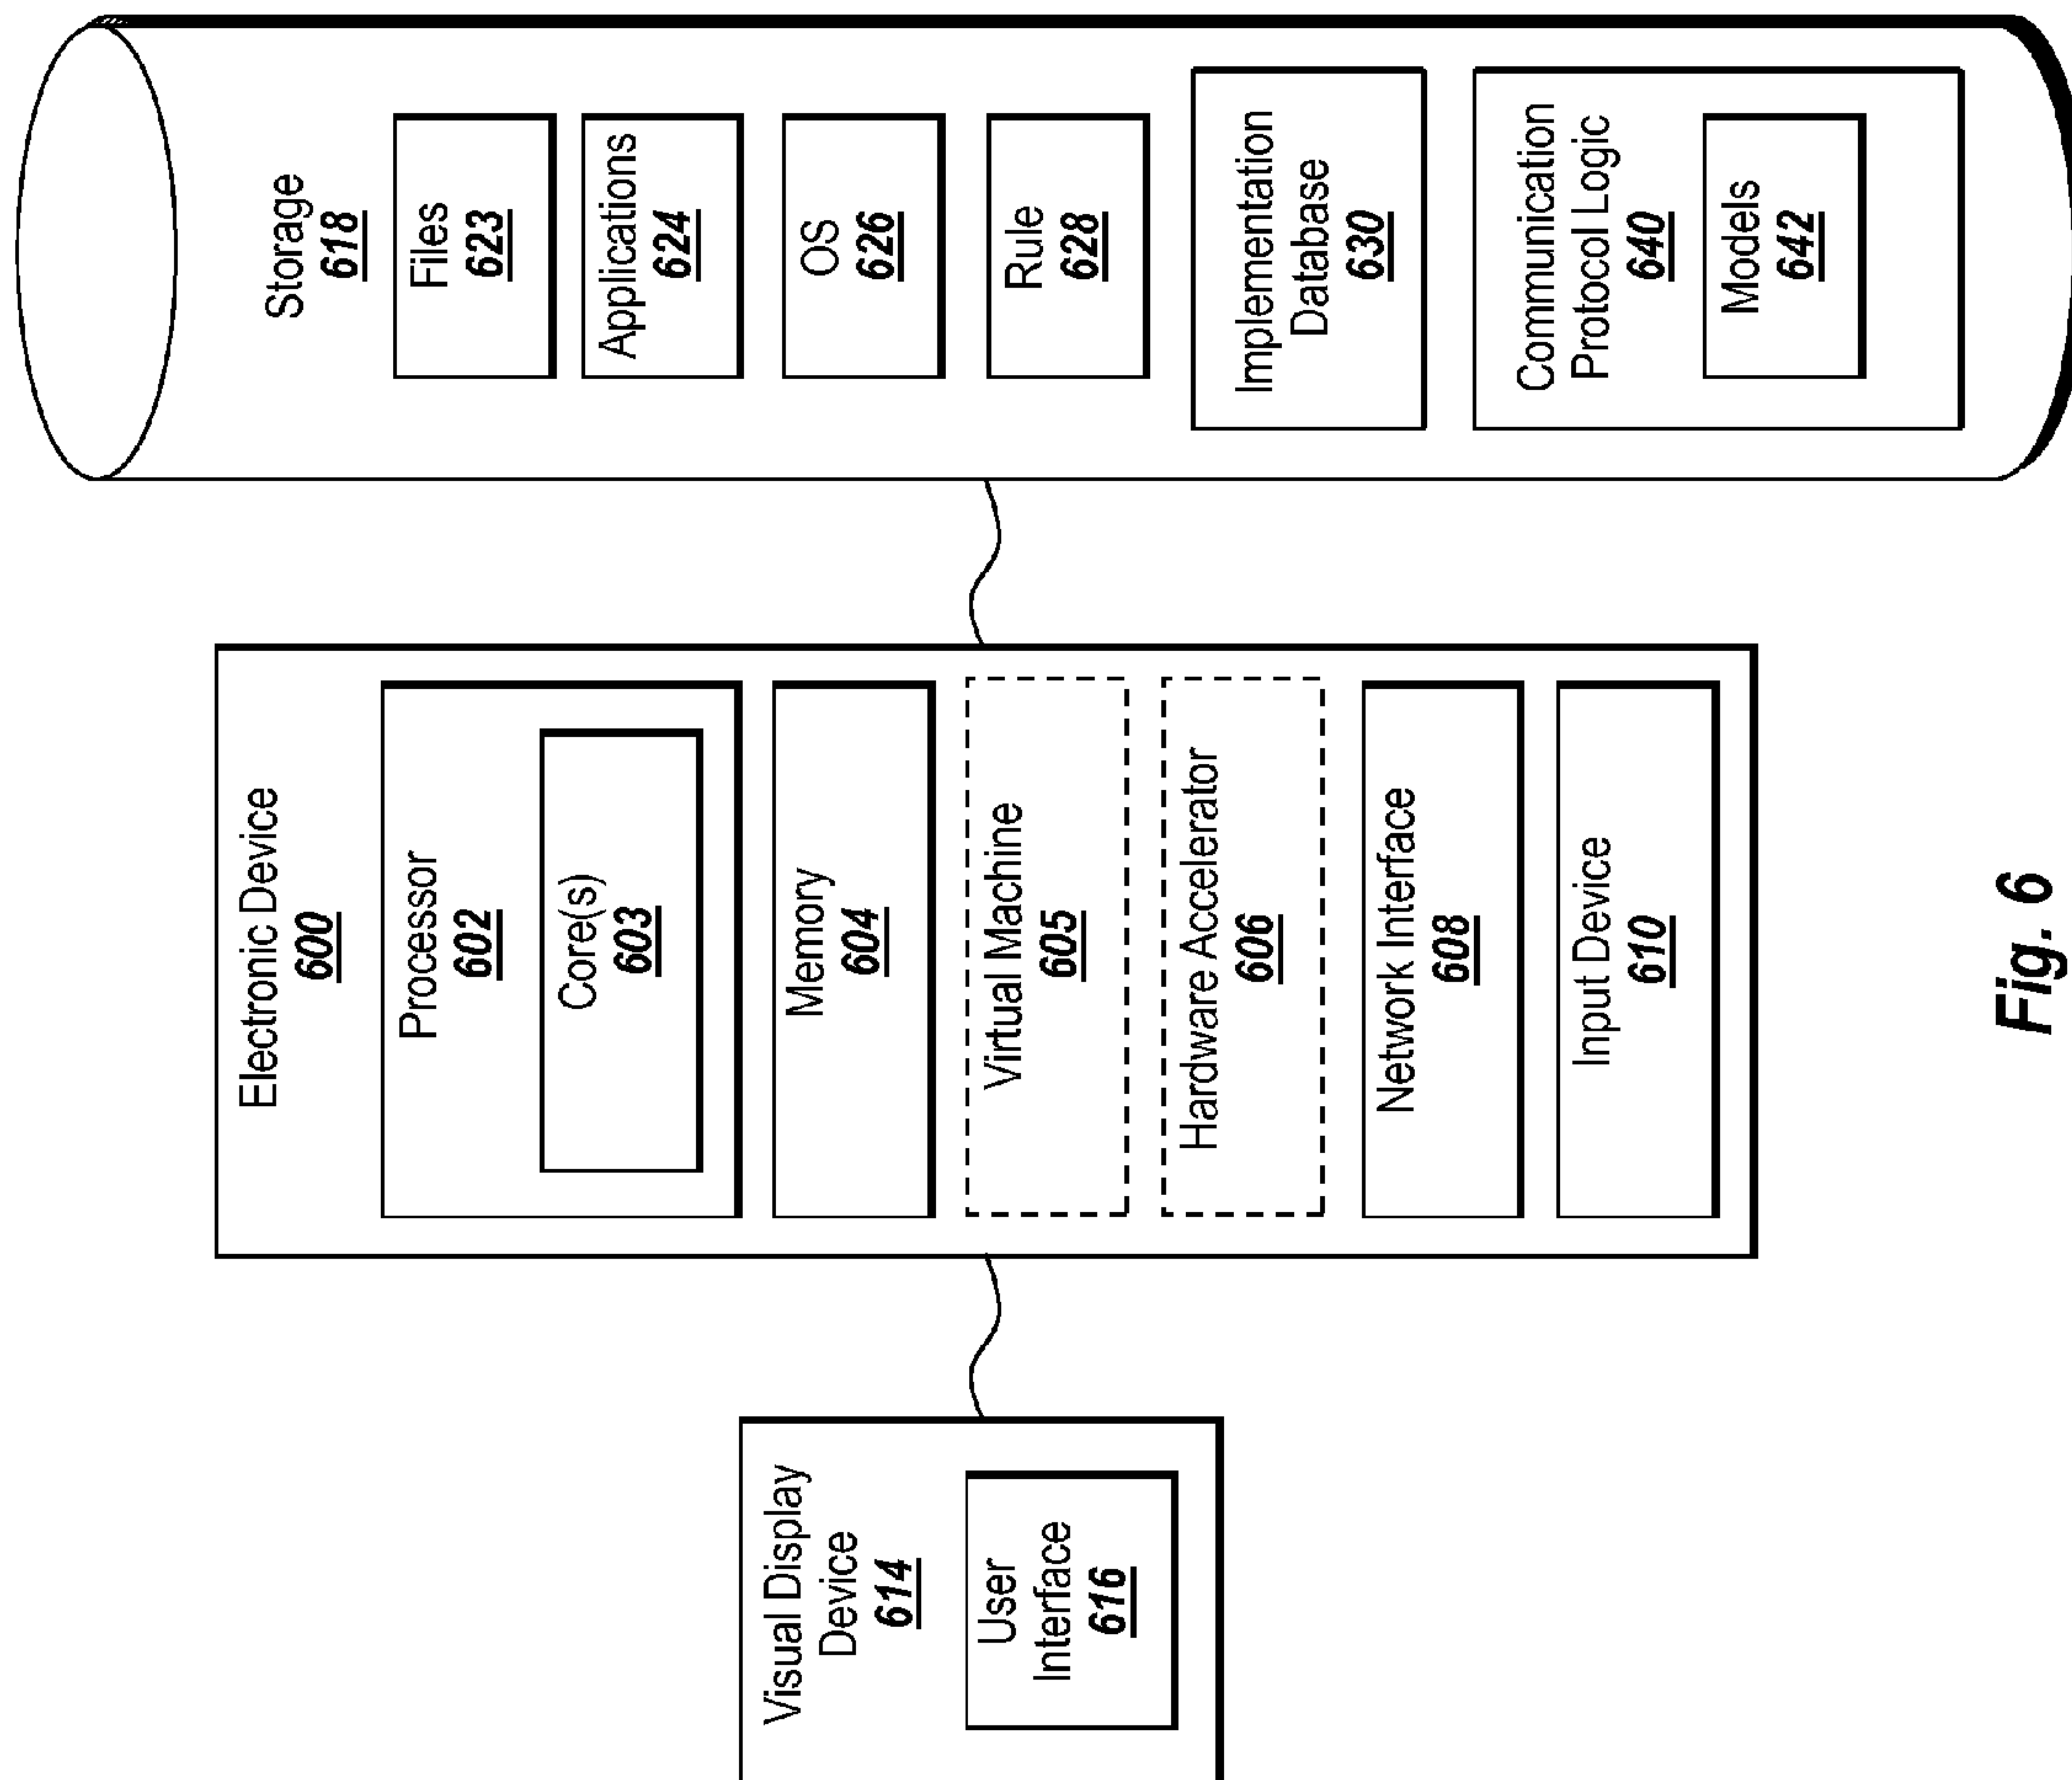 Visual Display
Device
614
User
Interface
616
Electronic Device
600
Processor
602
Core(s)
603
Memory
604
Virtual Machine
605
Hardware Accelerator
606
Network Interface
608
Input Device
610
Storage
618
Files
623
Applications
624
OS
626
Rule
628
Implementation
Database
630
Communication
Protocol Logic
640
Models
642
Fig. 6